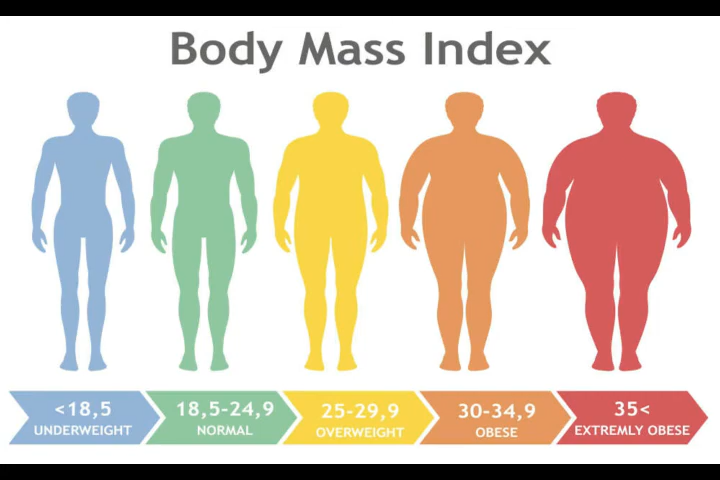 Body Mass Index
<18,5
UNDERWEIGHT
18,5-24,9
NORMAL
25-29,9
OVERWEIGHT
30-34,9
OBESE
35<
EXTREMLY OBESE